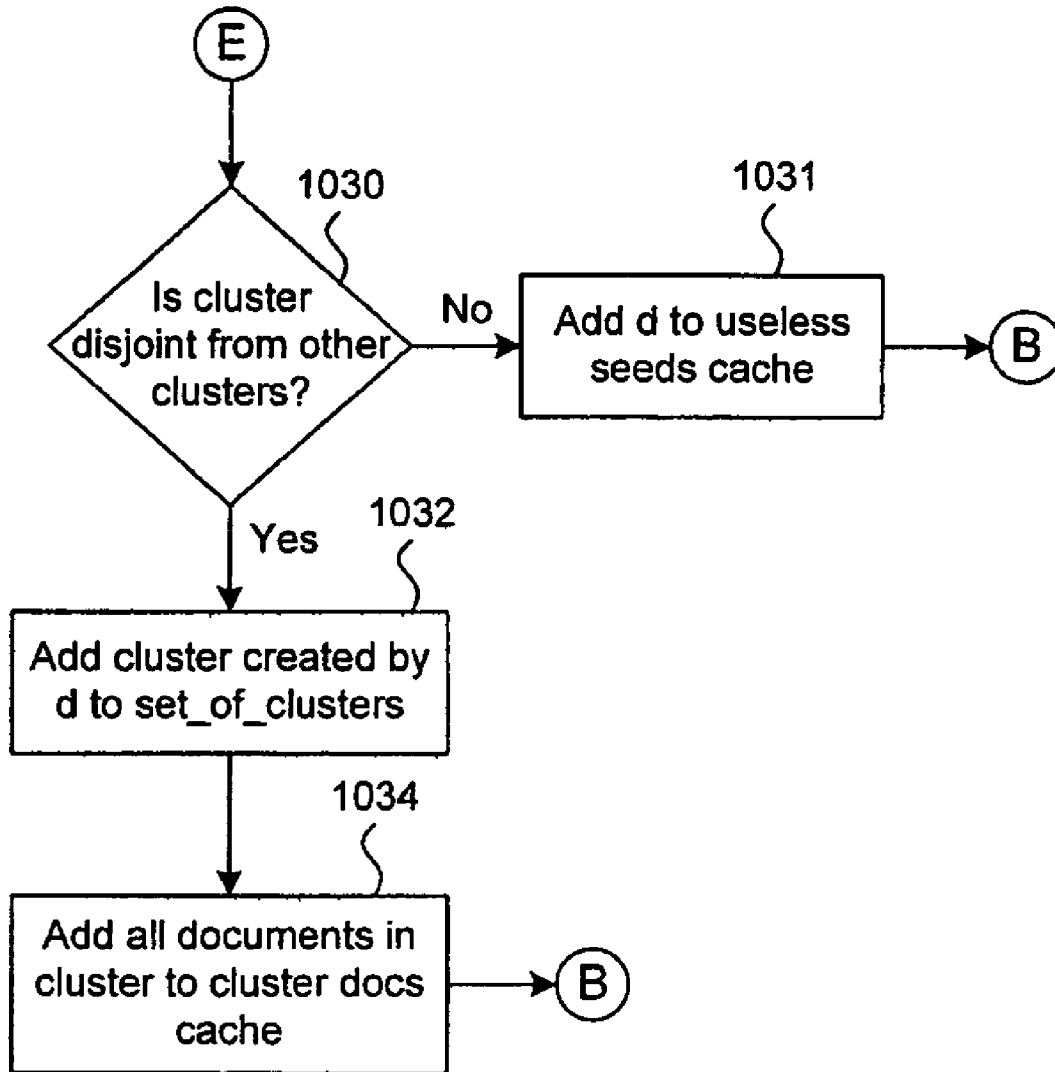 E
1030
Is cluster
disjoint from other
clusters?
No
1031
Add d to useless
seeds cache
B
Yes
1032
Add cluster created by
d to set_of_clusters
1034
Add all documents in
cluster to cluster docs
cache
B